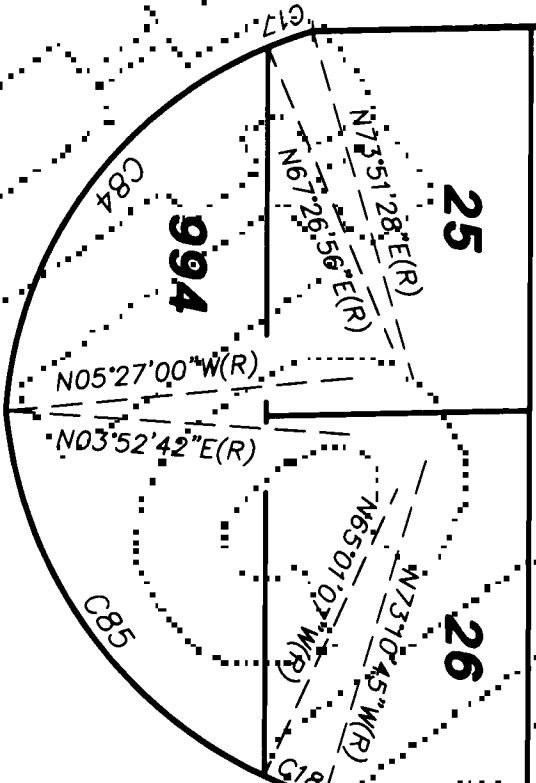 C17
N73°51'28"E(R)
N67°26'56"E(R)
25
C84
994
N05°27'00"W(R)
N03°52'42"E(R)
N65°01'07"W(R)
N73°10'45"W(R)
26
C85
C18